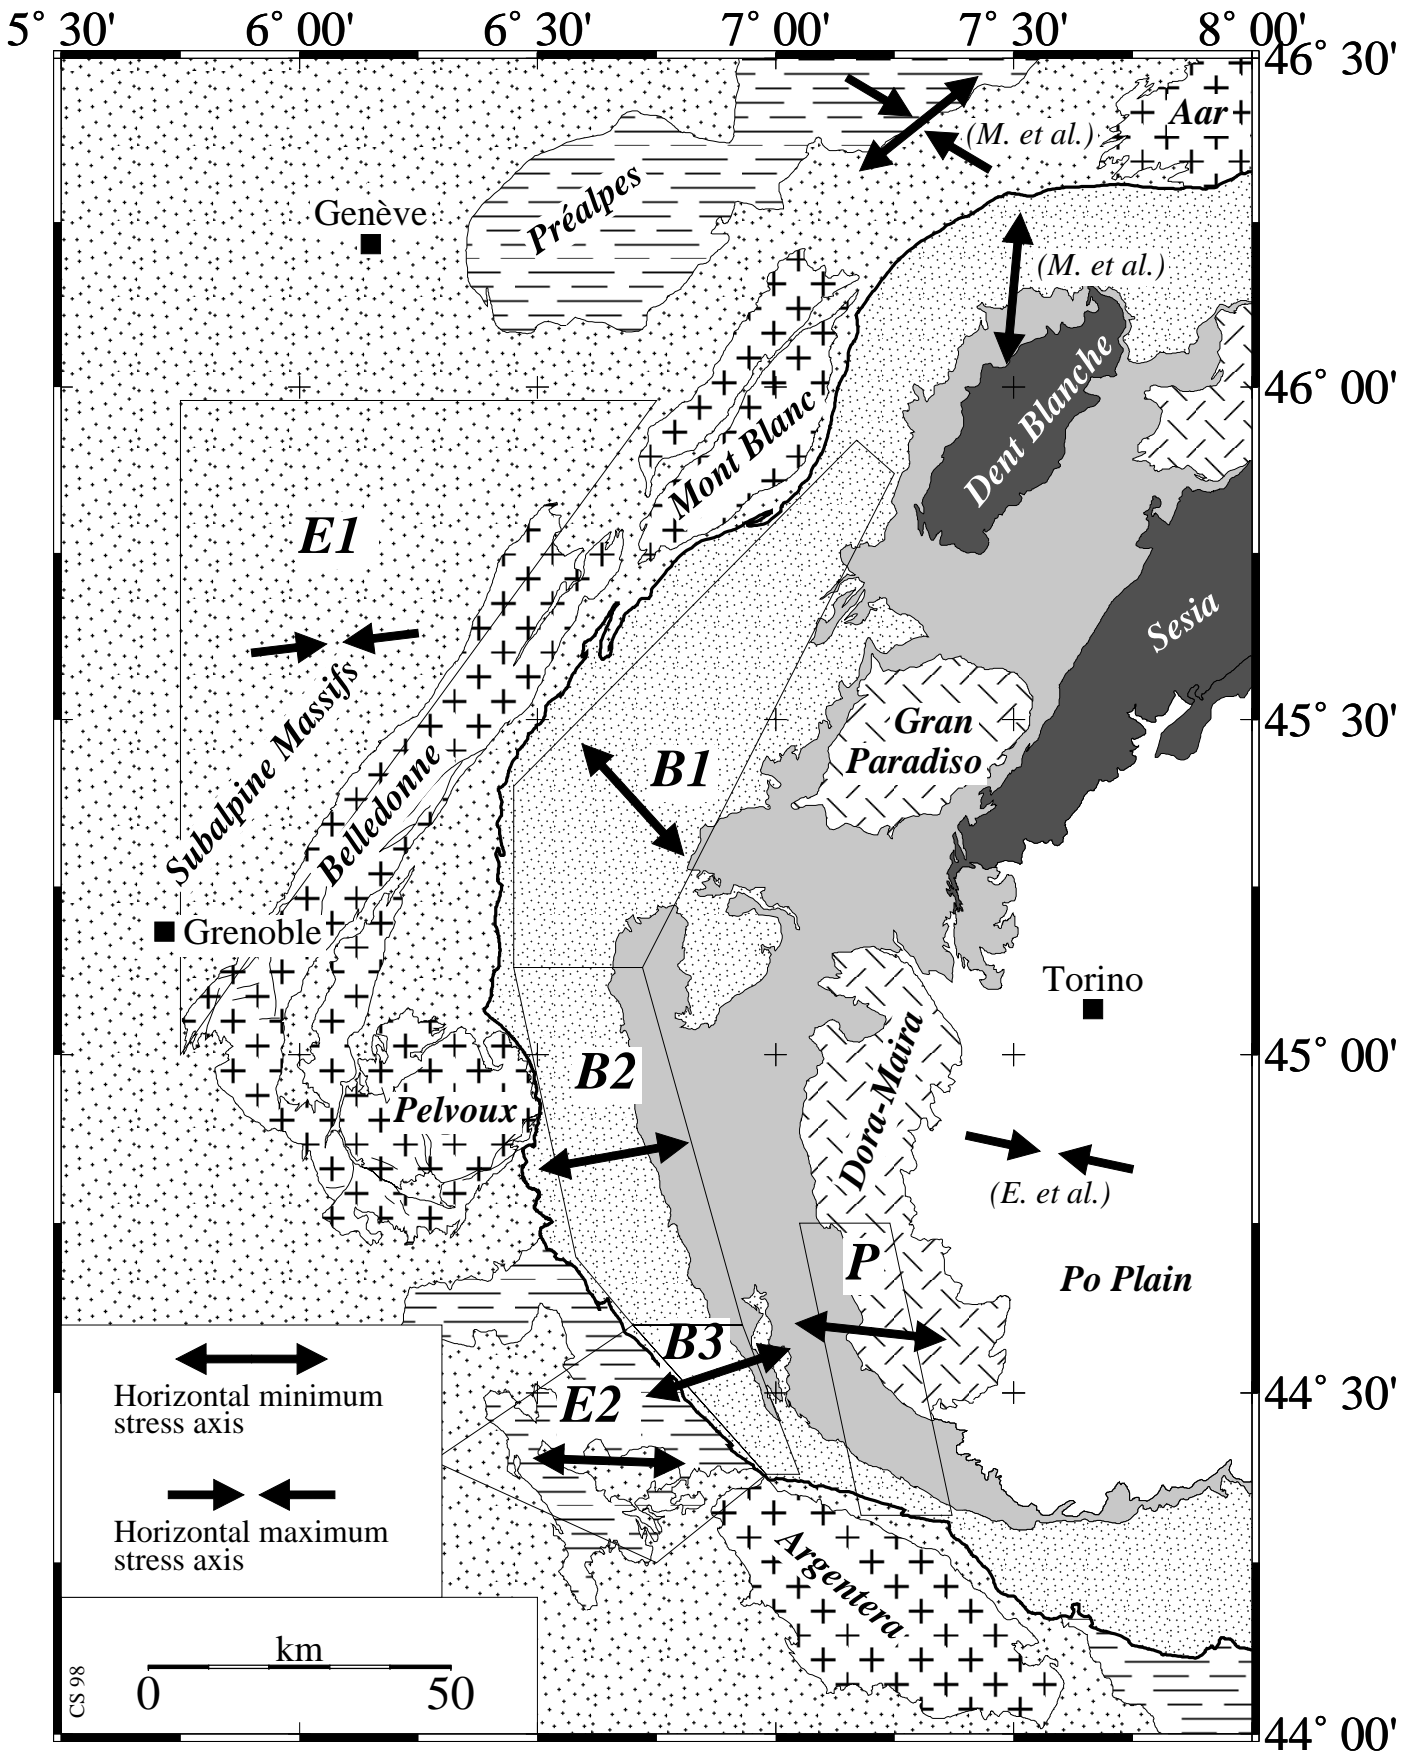 5° 30' 6° 00' 6° 30' 7° 00' 7° 30' 8° 00'
46° 30'
Aar
(M. et al.)
Préalpes
Genève
(M. et al.)
46° 00'
Dent Blanche
Mont Blanc
E1
Sesia
Subalpine Massifs
45° 30'
Gran
Paradiso
B1
Belledonne
Grenoble
Torino
45° 00'
B2
Pelvoux
Dora-Maira
(E. et al.)
P
Po Plain
B3
E2
44° 30'
Horizontal minimum
stress axis
Horizontal maximum
stress axis
Argentera
km
0 50
CS 98
44° 00'